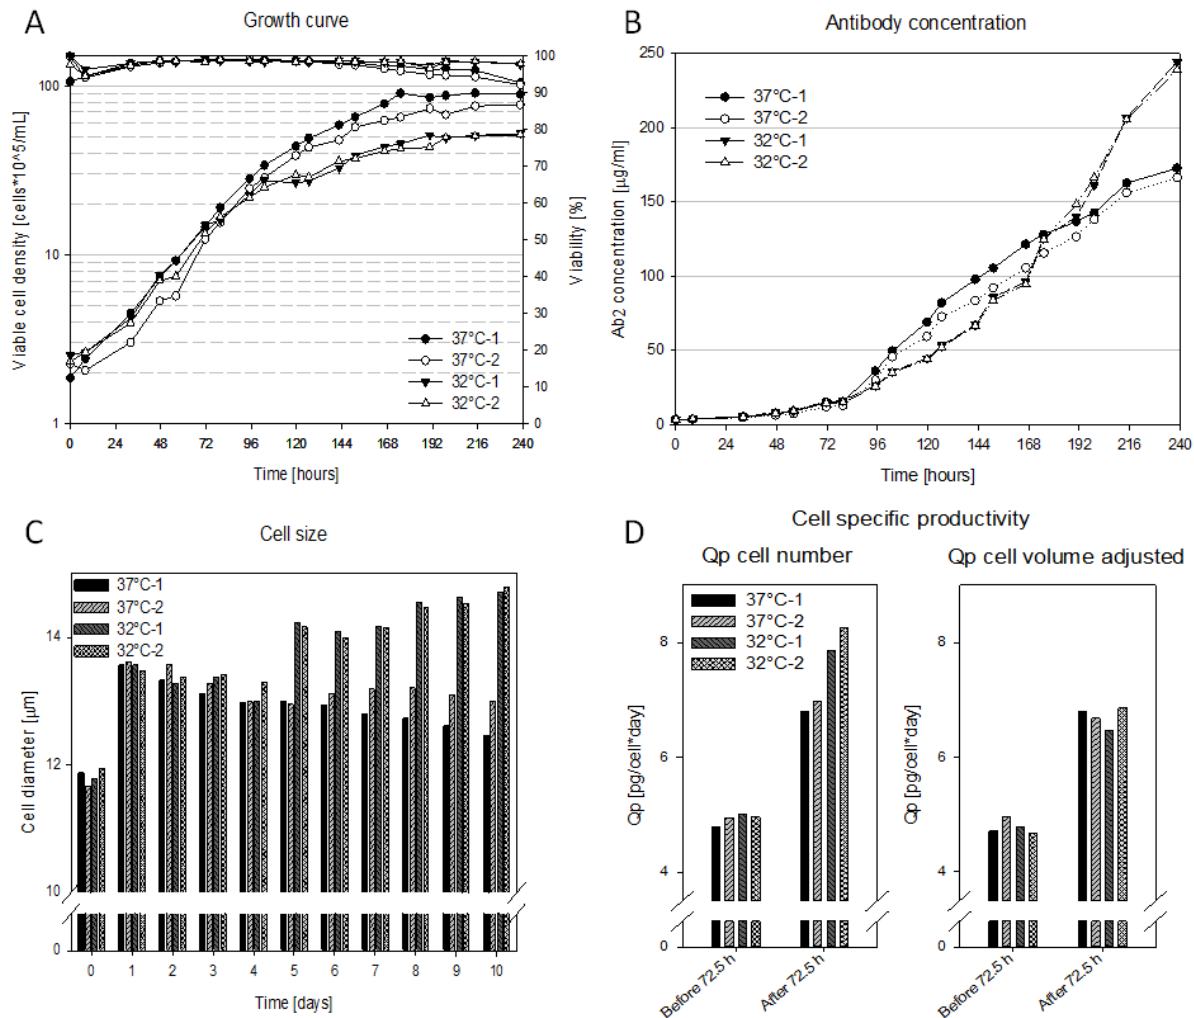 A
Growth curve
Viable cell density [cells*10^5/mL]
100
10
1
100
90
80
70
60
50
40
30
20
10
0
Viability [%]
37°C-1
37°C-2
32°C-1
32°C-2
0 24 48 72 96 120 144 168 192 216 240
Time [hours]
B
Antibody concentration
Ab2 concentration [µg/ml]
250
200
150
100
50
0
37°C-1
37°C-2
32°C-1
32°C-2
0 24 48 72 96 120 144 168 192 216 240
Time [hours]
C
Cell size
Cell diameter [µm]
14
12
10
0
37°C-1
37°C-2
32°C-1
32°C-2
0 1 2 3 4 5 6 7 8 9 10
Time [days]
D
Cell specific productivity
Qp cell number
Qp [pg/cell*day]
8
6
4
0
37°C-1
37°C-2
32°C-1
32°C-2
Before 72.5 h
After 72.5 h
Qp cell volume adjusted
Qp [pg/cell*day]
8
6
4
0
Before 72.5 h
After 72.5 h